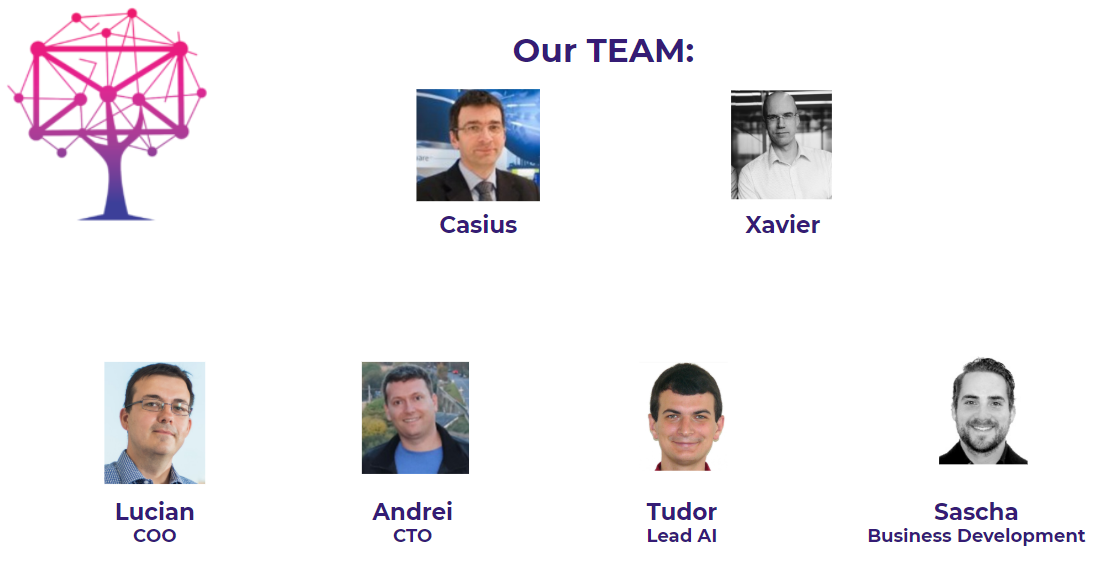 Our TEAM:
Casius
Xavier
Lucian
COO
Andrei
CTO
Tudor
Lead AI
Sascha
Business Development